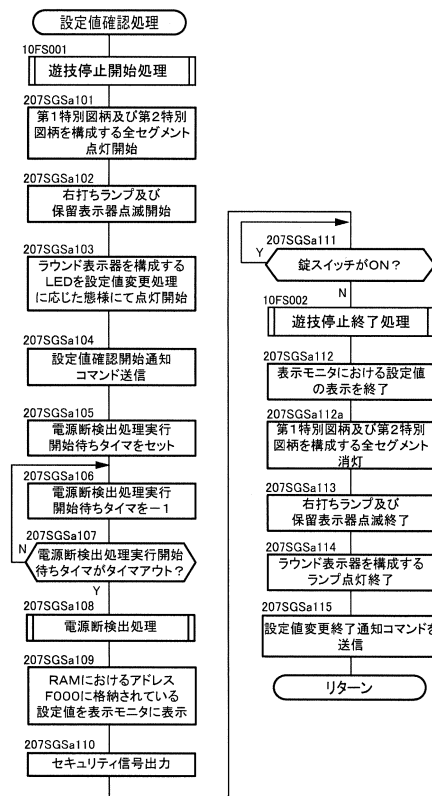 設定値確認処理
10FS001
遊技停止開始処理
207SGSa101
第1特別図柄及び第2特別
図柄を構成する全セグメント
点灯開始
207SGSa102
右打ちランプ及び
保留表示器点滅開始
207SGSa103
ラウンド表示器を構成する
LEDを設定値変更処理
に応じた態様にて点灯開始
207SGSa104
設定値確認開始通知
コマンド送信
207SGSa105
電源断検出処理実行
開始待ちタイマをセット
207SGSa106
電源断検出処理実行
開始待ちタイマを－1
207SGSa107
N
電源断検出処理実行開始
待ちタイマがタイマアウト？
Y
207SGSa108
電源断検出処理
207SGSa109
RAMにおけるアドレス
F000に格納されている
設定値を表示モニタに表示
207SGSa110
セキュリティ信号出力
207SGSa111
Y
錠スイッチがON？
N
10FS002
遊技停止終了処理
207SGSa112
表示モニタにおける設定値
の表示を終了
207SGSa112a
第1特別図柄及び第2特別
図柄を構成する全セグメント
消灯
207SGSa113
右打ちランプ及び
保留表示器点滅終了
207SGSa114
ラウンド表示器を構成する
ランプ点灯終了
207SGSa115
設定値変更終了通知コマンドを
送信
リターン